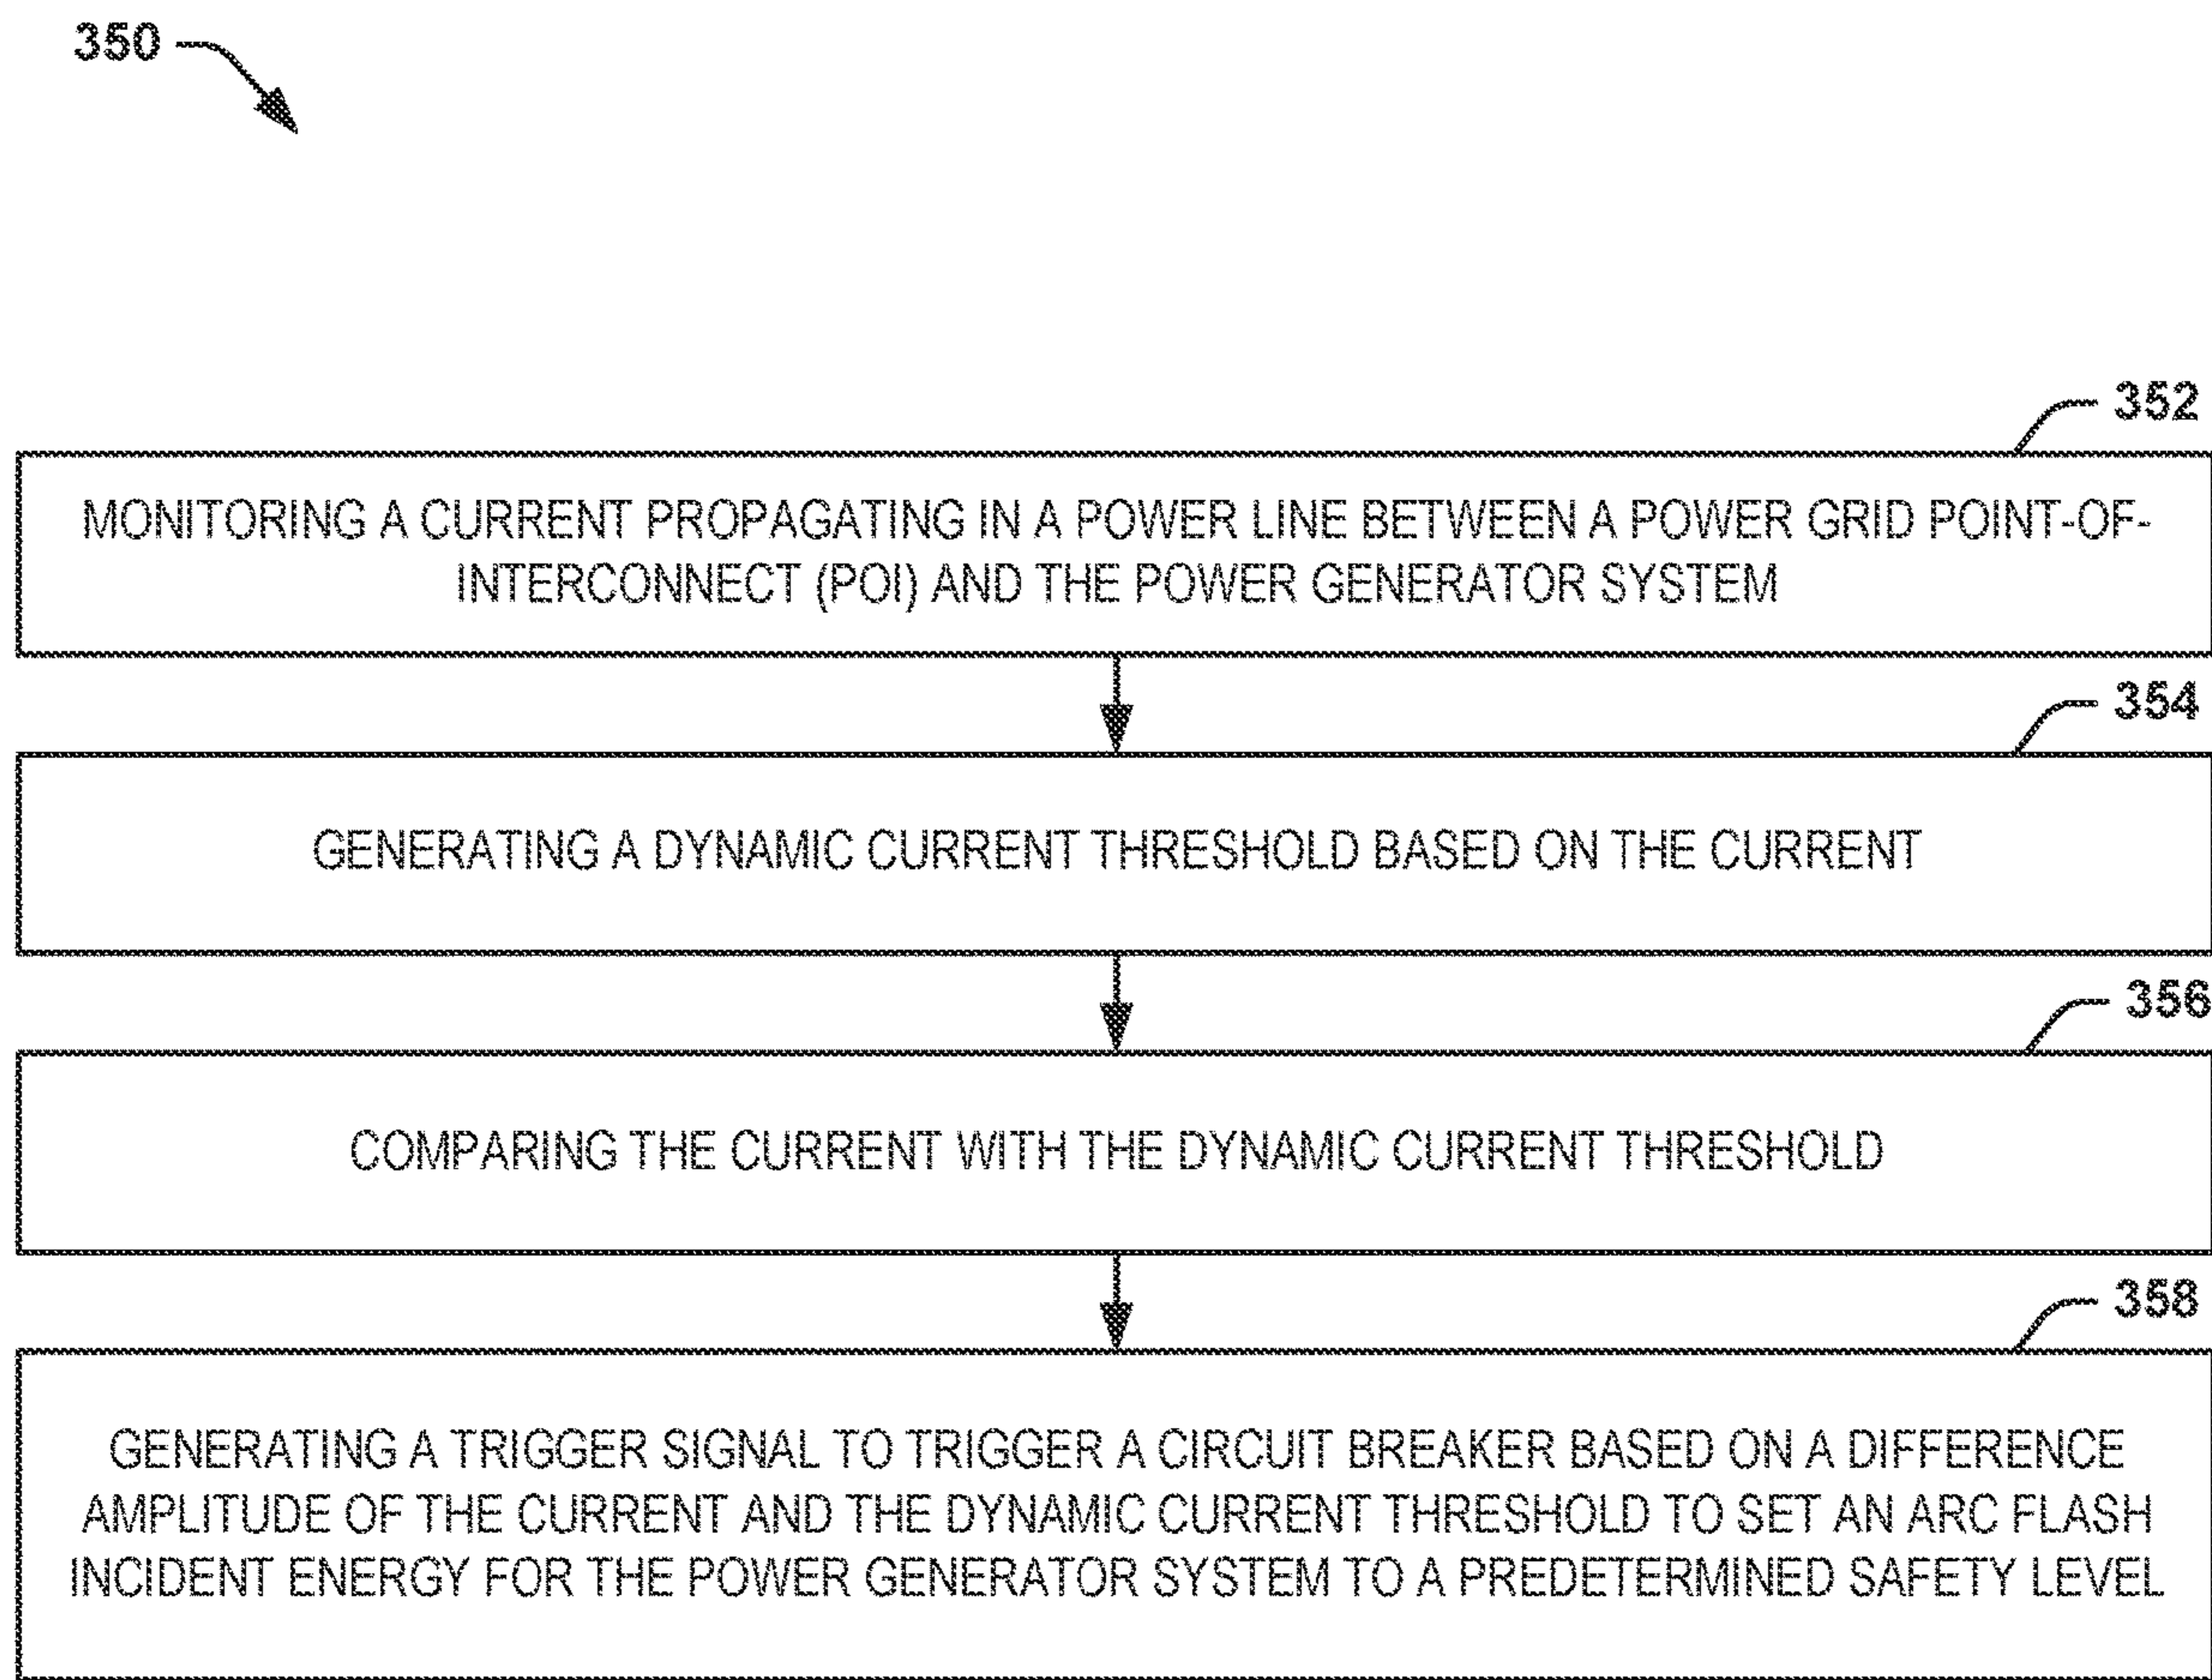 350
352
MONITORING A CURRENT PROPAGATING IN A POWER LINE BETWEEN A POWER GRID POINT-OF-
INTERCONNECT (POI) AND THE POWER GENERATOR SYSTEM
354
GENERATING A DYNAMIC CURRENT THRESHOLD BASED ON THE CURRENT
356
COMPARING THE CURRENT WITH THE DYNAMIC CURRENT THRESHOLD
358
GENERATING A TRIGGER SIGNAL TO TRIGGER A CIRCUIT BREAKER BASED ON A DIFFERENCE
AMPLITUDE OF THE CURRENT AND THE DYNAMIC CURRENT THRESHOLD TO SET AN ARC FLASH
INCIDENT ENERGY FOR THE POWER GENERATOR SYSTEM TO A PREDETERMINED SAFETY LEVEL